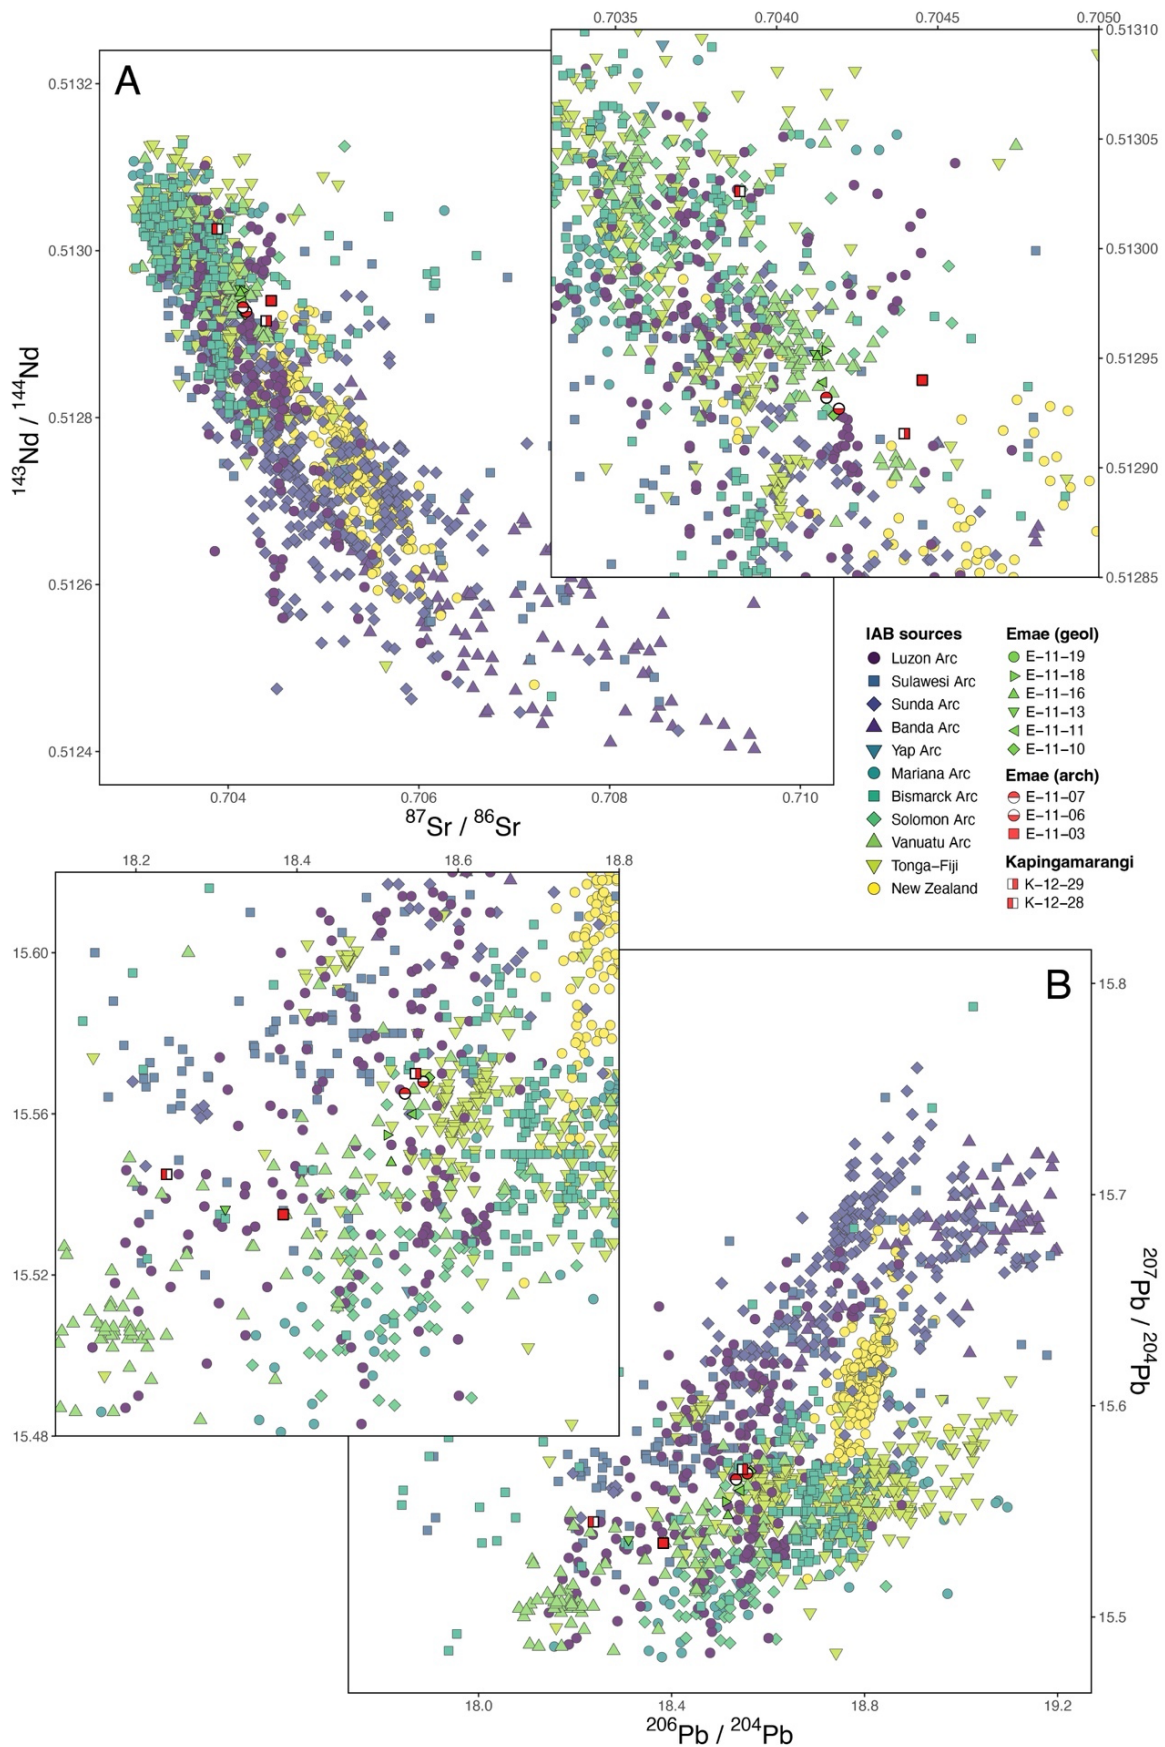 0.7035 0.7040 0.7045 0.7050
A
0.5132
0.5130
0.5128
0.5126
0.5124
0.51310
0.51305
0.51300
0.51295
0.51290
0.51285
143Nd / 144Nd
0.704 0.706 0.708 0.710
87Sr / 86Sr
IAB sources
Luzon Arc
Sulawesi Arc
Sunda Arc
Banda Arc
Yap Arc
Mariana Arc
Bismarck Arc
Solomon Arc
Vanuatu Arc
Tonga–Fiji
New Zealand
Emae (geol)
E–11–19
E–11–18
E–11–16
E–11–13
E–11–11
E–11–10
Emae (arch)
E–11–07
E–11–06
E–11–03
Kapingamarangi
K–12–29
K–12–28
18.2 18.4 18.6 18.8
15.60
15.56
15.52
15.48
B
15.8
15.7
15.6
15.5
207Pb / 204Pb
18.0 18.4 18.8 19.2
206Pb / 204Pb